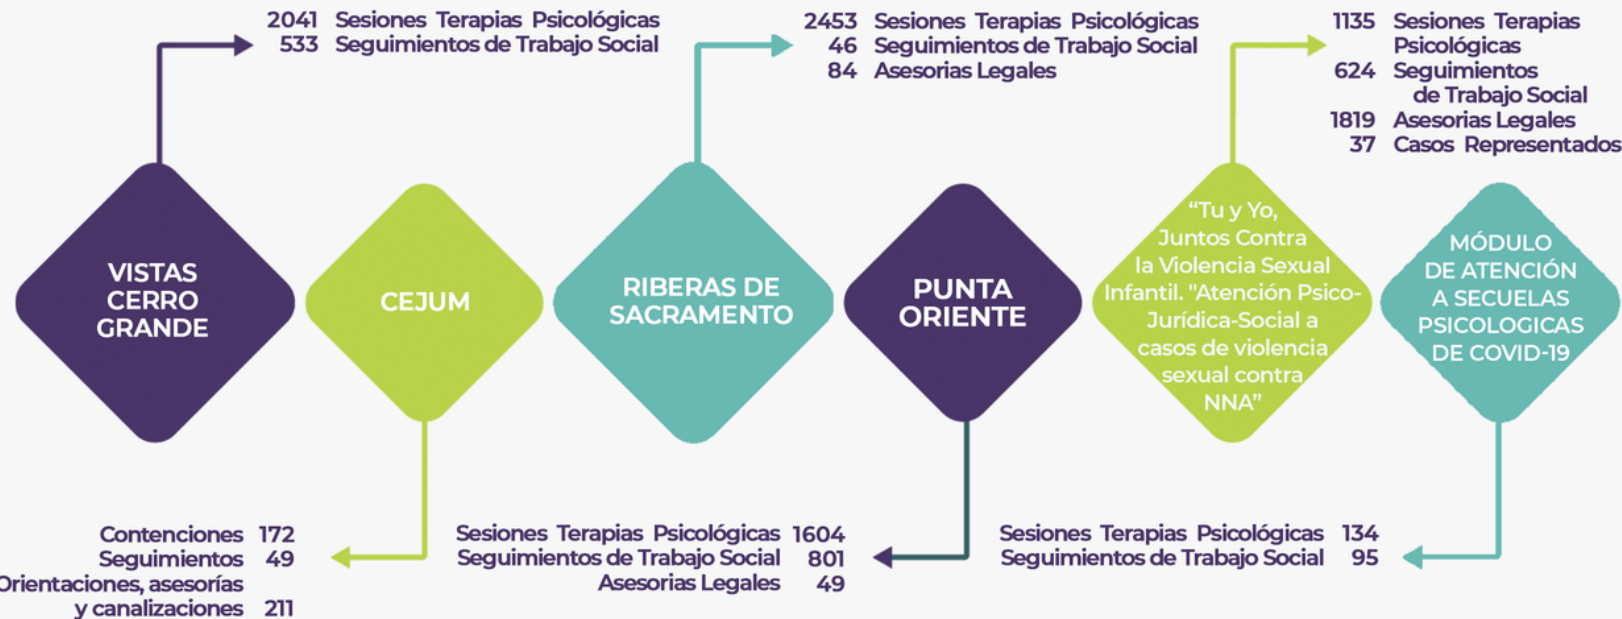 2041 Sesiones Terapias Psicológicas
533 Seguimientos de Trabajo Social
2453 Sesiones Terapias Psicológicas
46 Seguimientos de Trabajo Social
84 Asesorias Legales
1135 Sesiones Terapias
Psicológicas
624 Seguimientos
de Trabajo Social
1819 Asesorias Legales
37 Casos Representados
VISTAS
CERRO
GRANDE
CEJUM
RIBERAS DE
SACRAMENTO
PUNTA
ORIENTE
“Tu y Yo,
Juntos Contra
la Violencia Sexual
Infantil. "Atención Psico-
Jurídica-Social a
casos de violencia
sexual contra
NNA”
MÓDULO
DE ATENCIÓN
A SECUELAS
PSICOLOGICAS
DE COVID-19
Contenciones 172
Seguimientos 49
Orientaciones, asesorías
y canalizaciones 211
Sesiones Terapias Psicológicas 1604
Seguimientos de Trabajo Social 801
Asesorias Legales 49
Sesiones Terapias Psicológicas 134
Seguimientos de Trabajo Social 95